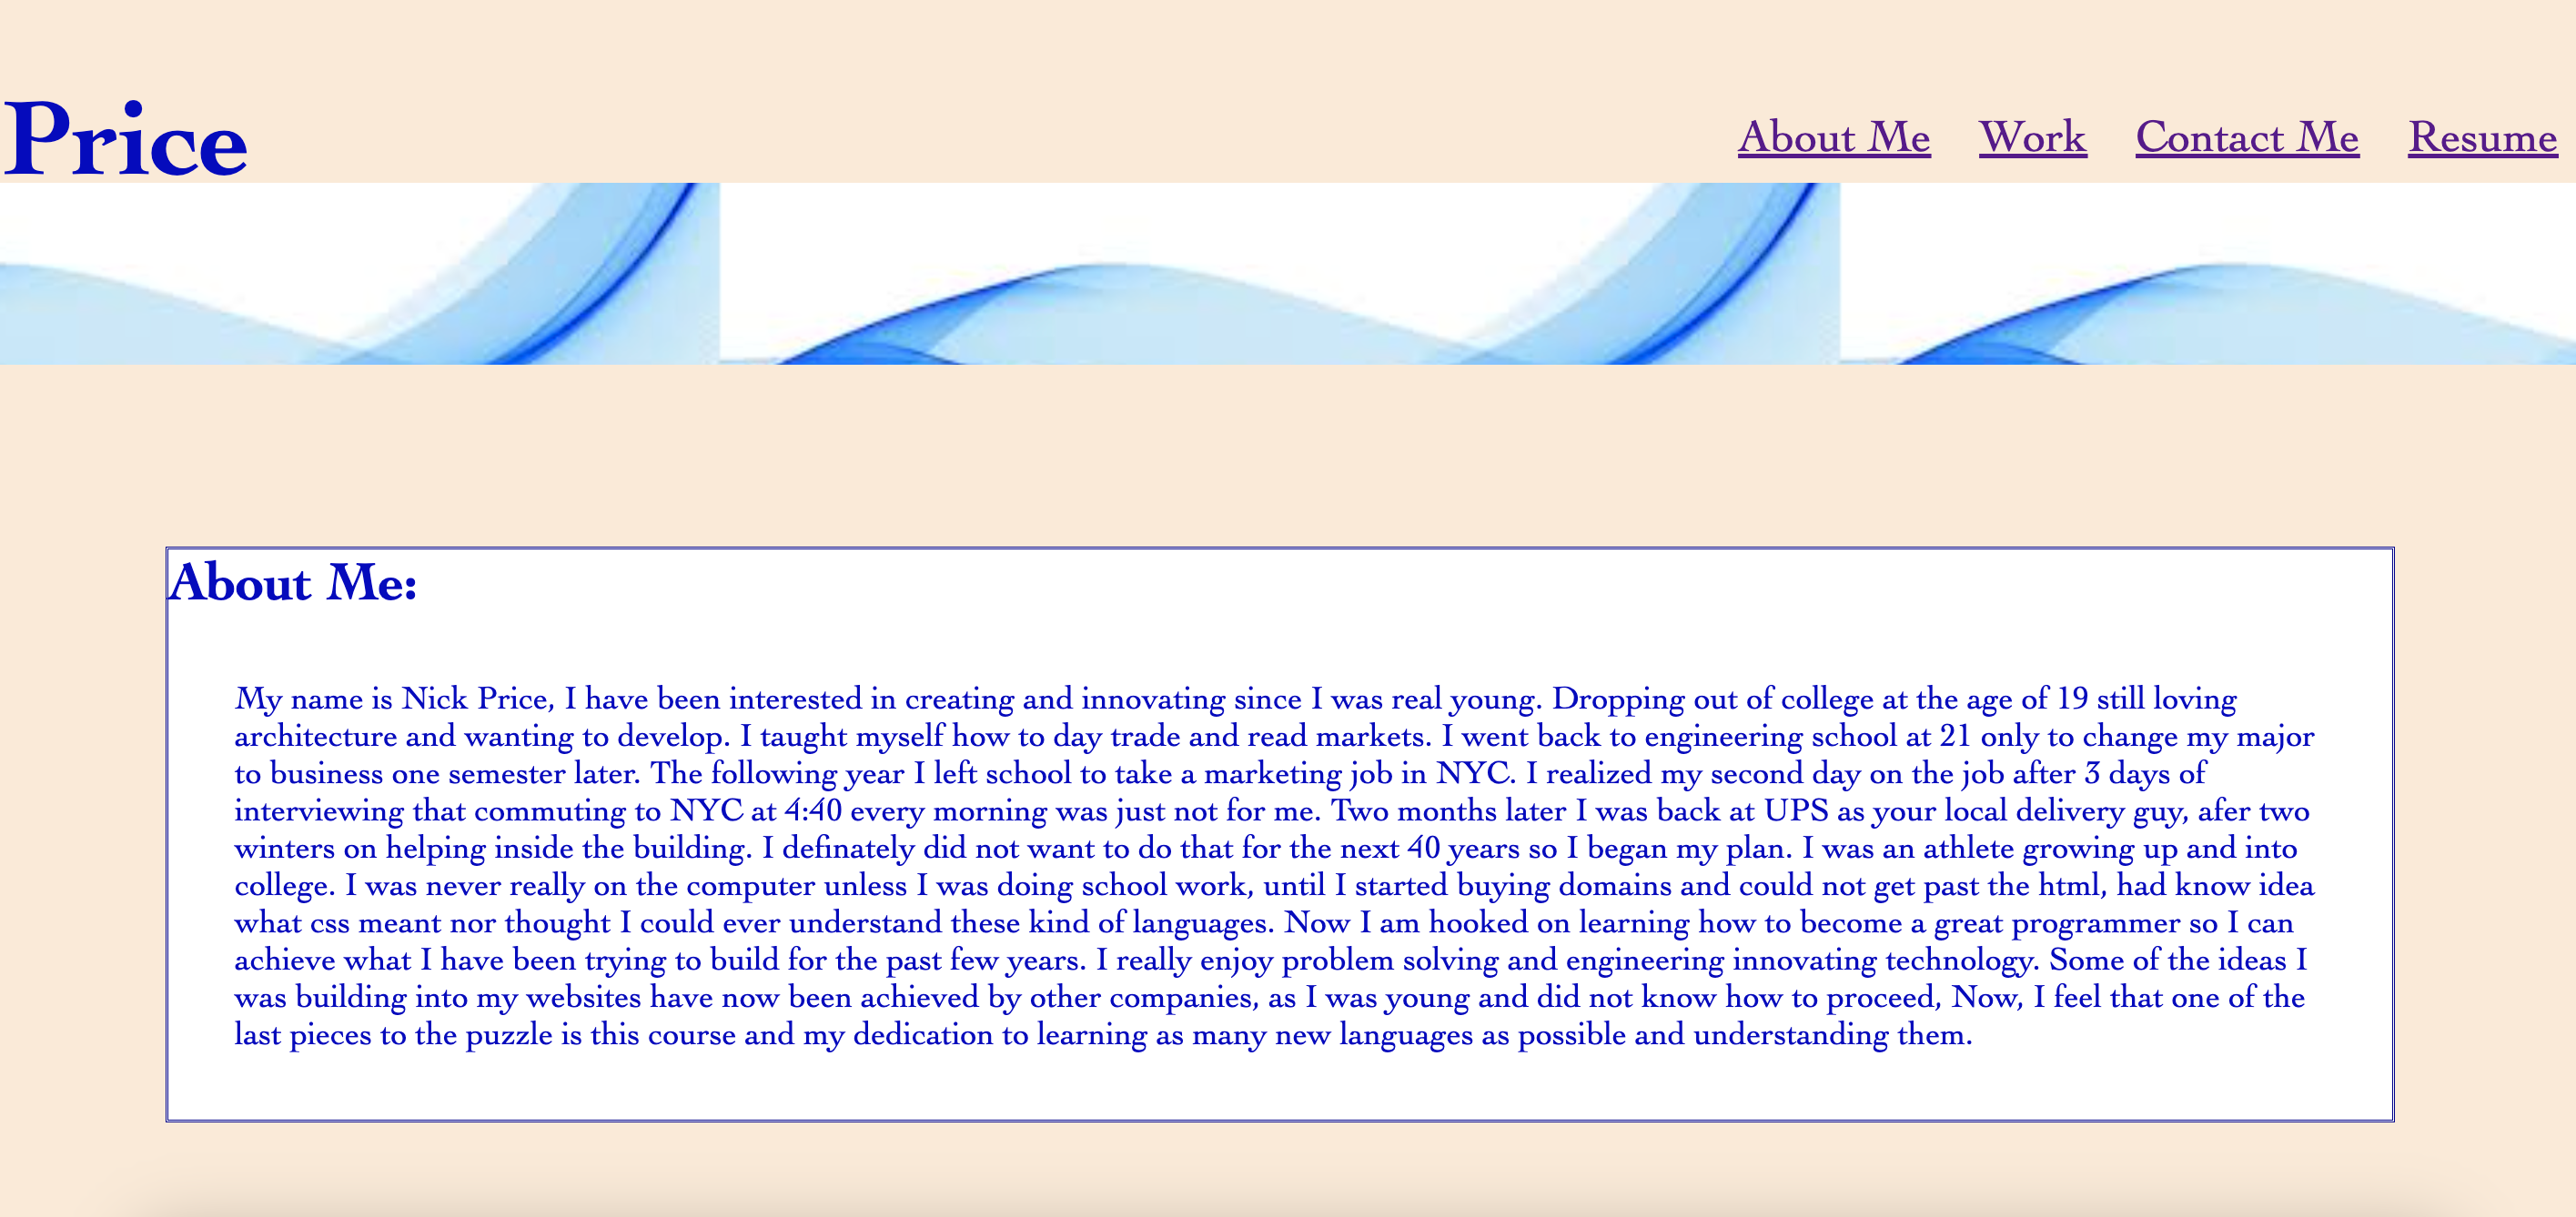 Price
About Me Work Contact Me Resume
About Me:
My name is Nick Price, I have been interested in creating and innovating since I was real young. Dropping out of college at the age of 19 still loving
architecture and wanting to develop. I taught myself how to day trade and read markets. I went back to engineering school at 21 only to change my major
to business one semester later. The following year I left school to take a marketing job in NYC. I realized my second day on the job after 3 days of
interviewing that commuting to NYC at 4:40 every morning was just not for me. Two months later I was back at UPS as your local delivery guy, afer two
winters on helping inside the building. I definately did not want to do that for the next 40 years so I began my plan. I was an athlete growing up and into
college. I was never really on the computer unless I was doing school work, until I started buying domains and could not get past the html, had know idea
what css meant nor thought I could ever understand these kind of languages. Now I am hooked on learning how to become a great programmer so I can
achieve what I have been trying to build for the past few years. I really enjoy problem solving and engineering innovating technology. Some of the ideas I
was building into my websites have now been achieved by other companies, as I was young and did not know how to proceed, Now, I feel that one of the
last pieces to the puzzle is this course and my dedication to learning as many new languages as possible and understanding them.